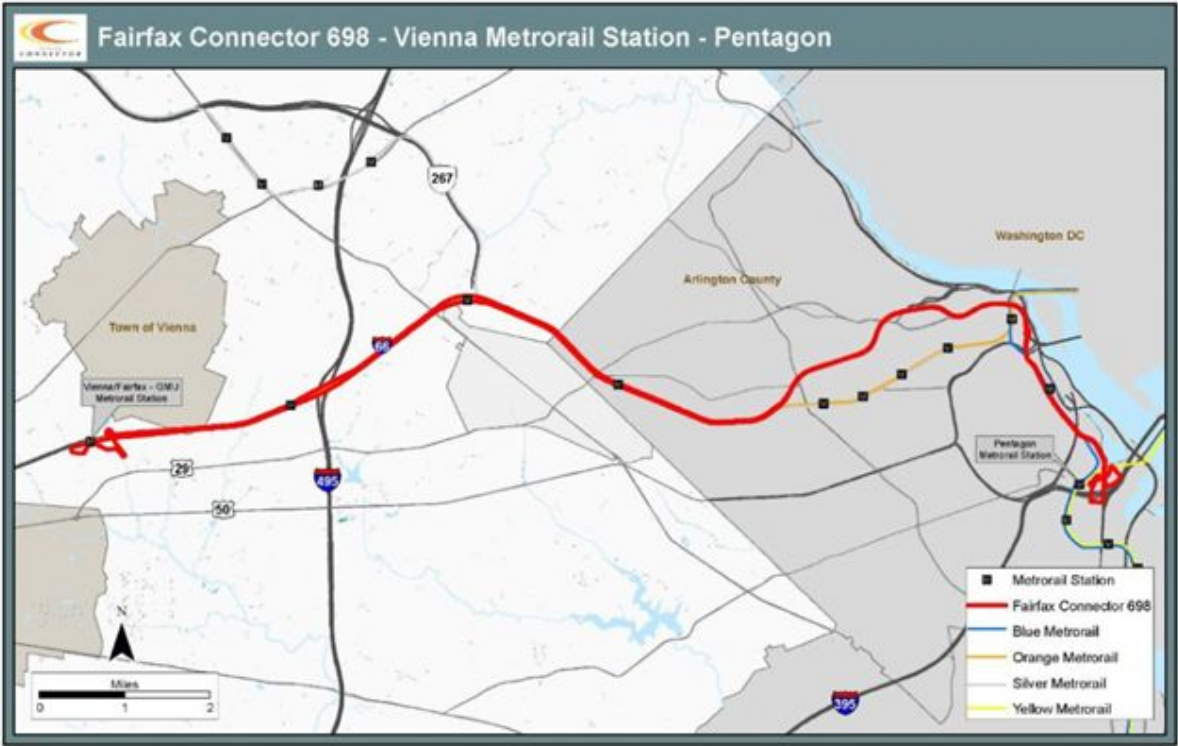 CONNECTOR
Fairfax Connector 698 - Vienna Metrorail Station - Pentagon
267
Washington DC
Arlington County
Town of Vienna
66
Vienna/Fairfax - GMU
Metrorail Station
Pentagon
Metrorail Station
29
495
50
N
Miles
0 1 2
395
Metrorail Station
Fairfax Connector 698
Blue Metrorail
Orange Metrorail
Silver Metrorail
Yellow Metrorail